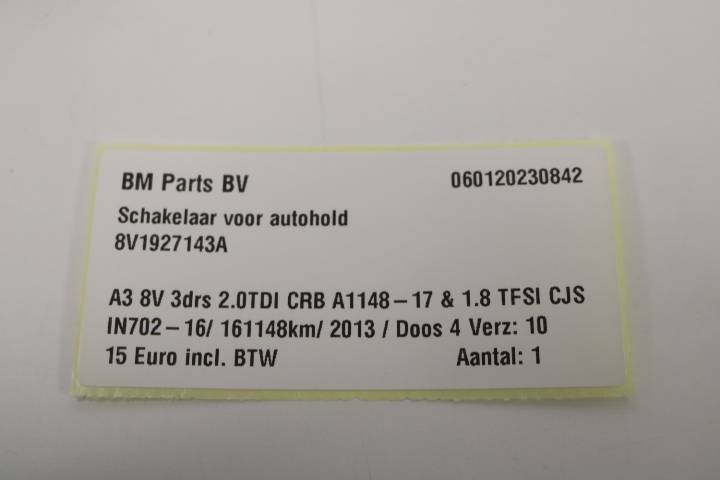 BM Parts BV 060120230842
Schakelaar voor autohold
8V1927143A
A3 8V 3drs 2.0TDI CRB A1148-17 & 1.8 TFSI CJS
IN702-16/ 161148km/ 2013 / Doos 4 Verz: 10
15 Euro incl. BTW Aantal: 1